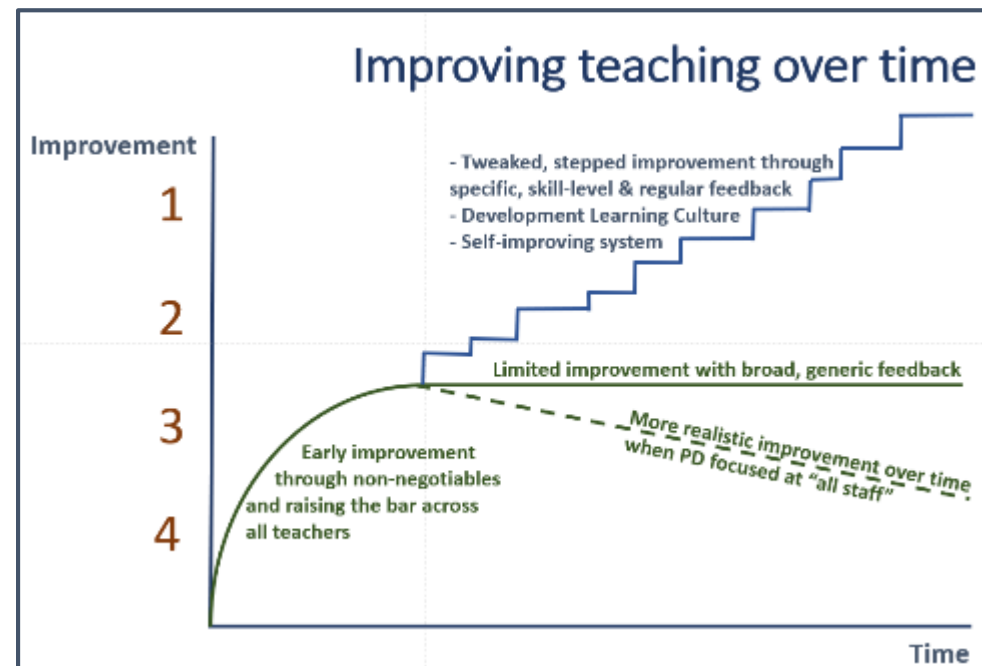 Improving teaching over time
Improvement
1
2
3
4
- Tweaked, stepped improvement through
specific, skill-level & regular feedback
- Development Learning Culture
- Self-improving system
Limited improvement with broad, generic feedback
More realistic improvement over time
when PD focused at "all staff"
Early improvement
through non-negotiables
and raising the bar across
all teachers
Time